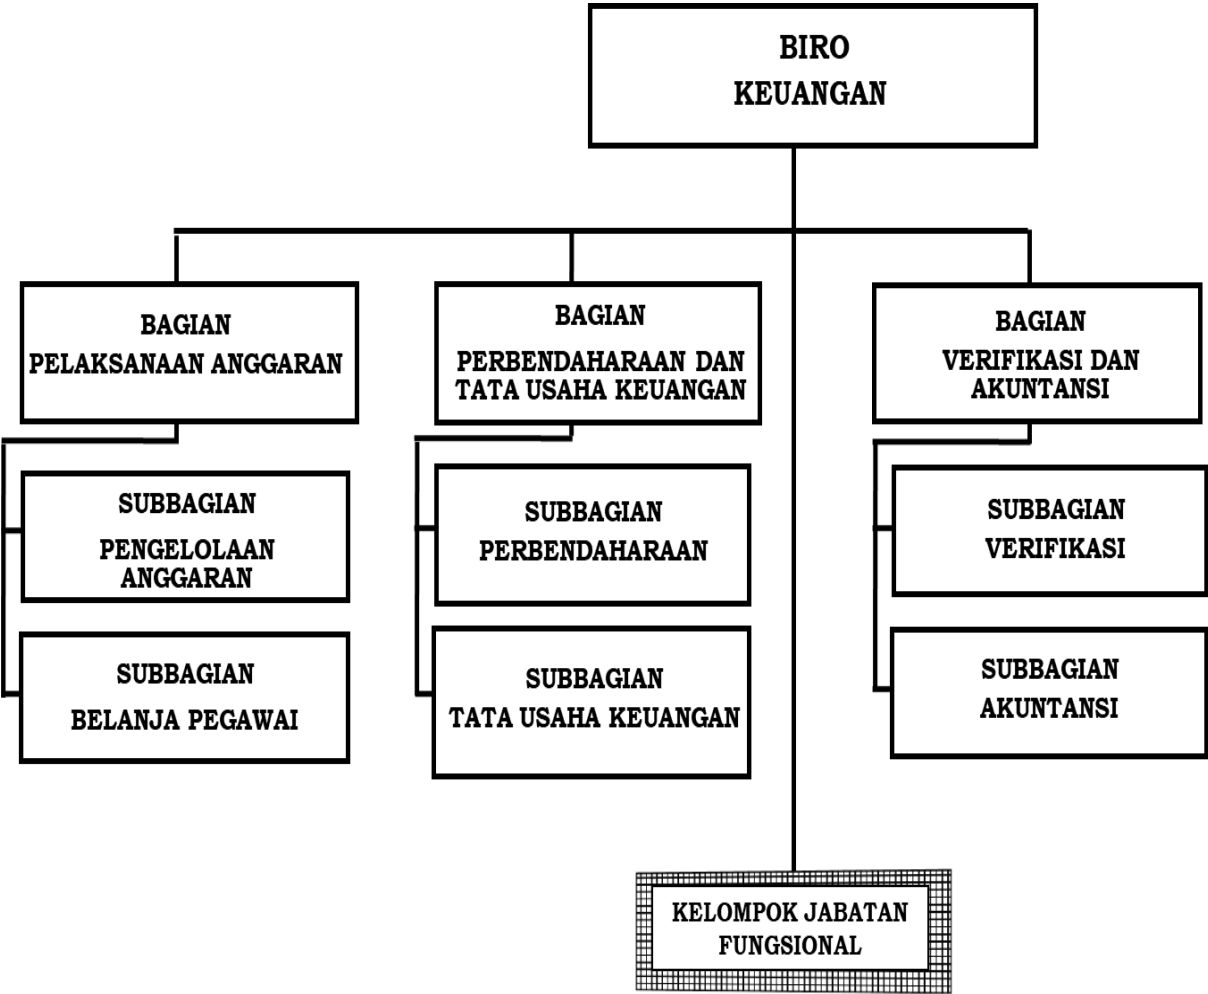 BIRO
KEUANGAN
BAGIAN
PELAKSANAAN ANGGARAN
BAGIAN
PERBENDAHARAAN DAN
TATA USAHA KEUANGAN
BAGIAN
VERIFIKASI DAN
AKUNTANSI
SUBBAGIAN
PENGELOLAAN
ANGGARAN
SUBBAGIAN
PERBENDAHARAAN
SUBBAGIAN
VERIFIKASI
SUBBAGIAN
BELANJA PEGAWAI
SUBBAGIAN
TATA USAHA KEUANGAN
SUBBAGIAN
AKUNTANSI
KELOMPOK JABATAN
FUNGSIONAL